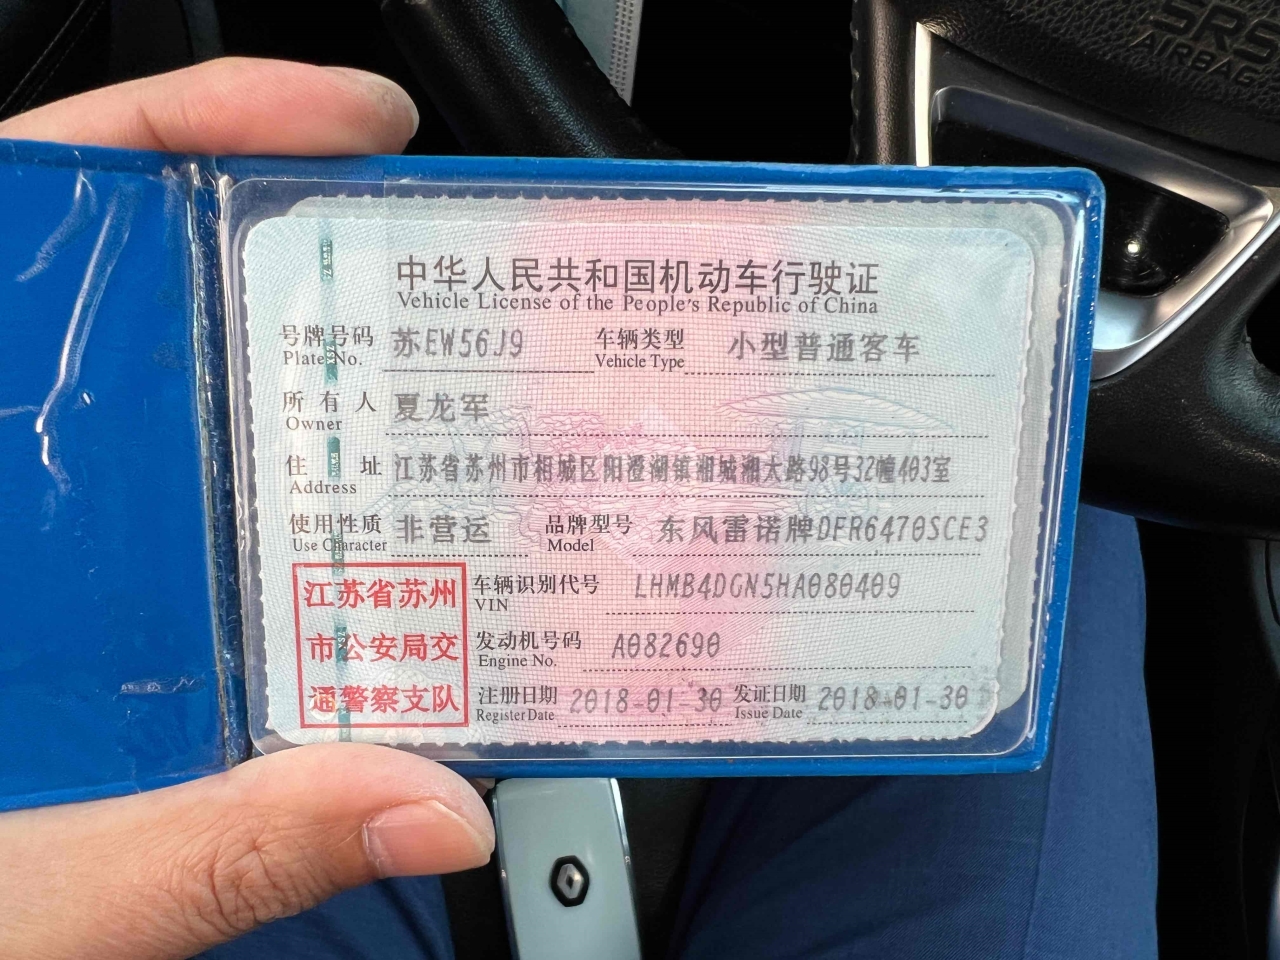 SRS
AIRBAG
中华人民共和国机动车行驶证
Vehicle License of the People's Republic of China
号牌号码 苏EW56J9 车辆类型 小型普通客车
Plate No. Vehicle Type
所有人 夏龙军
Owner
住址 江苏省苏州市相城区阳澄湖镇湘城湘太路98号32幢403室
Address
使用性质 非营运 品牌型号 东风雷诺牌DFR6470SCE3
Use Character Model
江苏省苏州
市公安局交
通警察支队
车辆识别代号 LHMB4DGN5HA080409
VIN
发动机号码 A082690
Engine No.
注册日期 2018-01-30 发证日期 2018-01-30
Register Date Issue Date